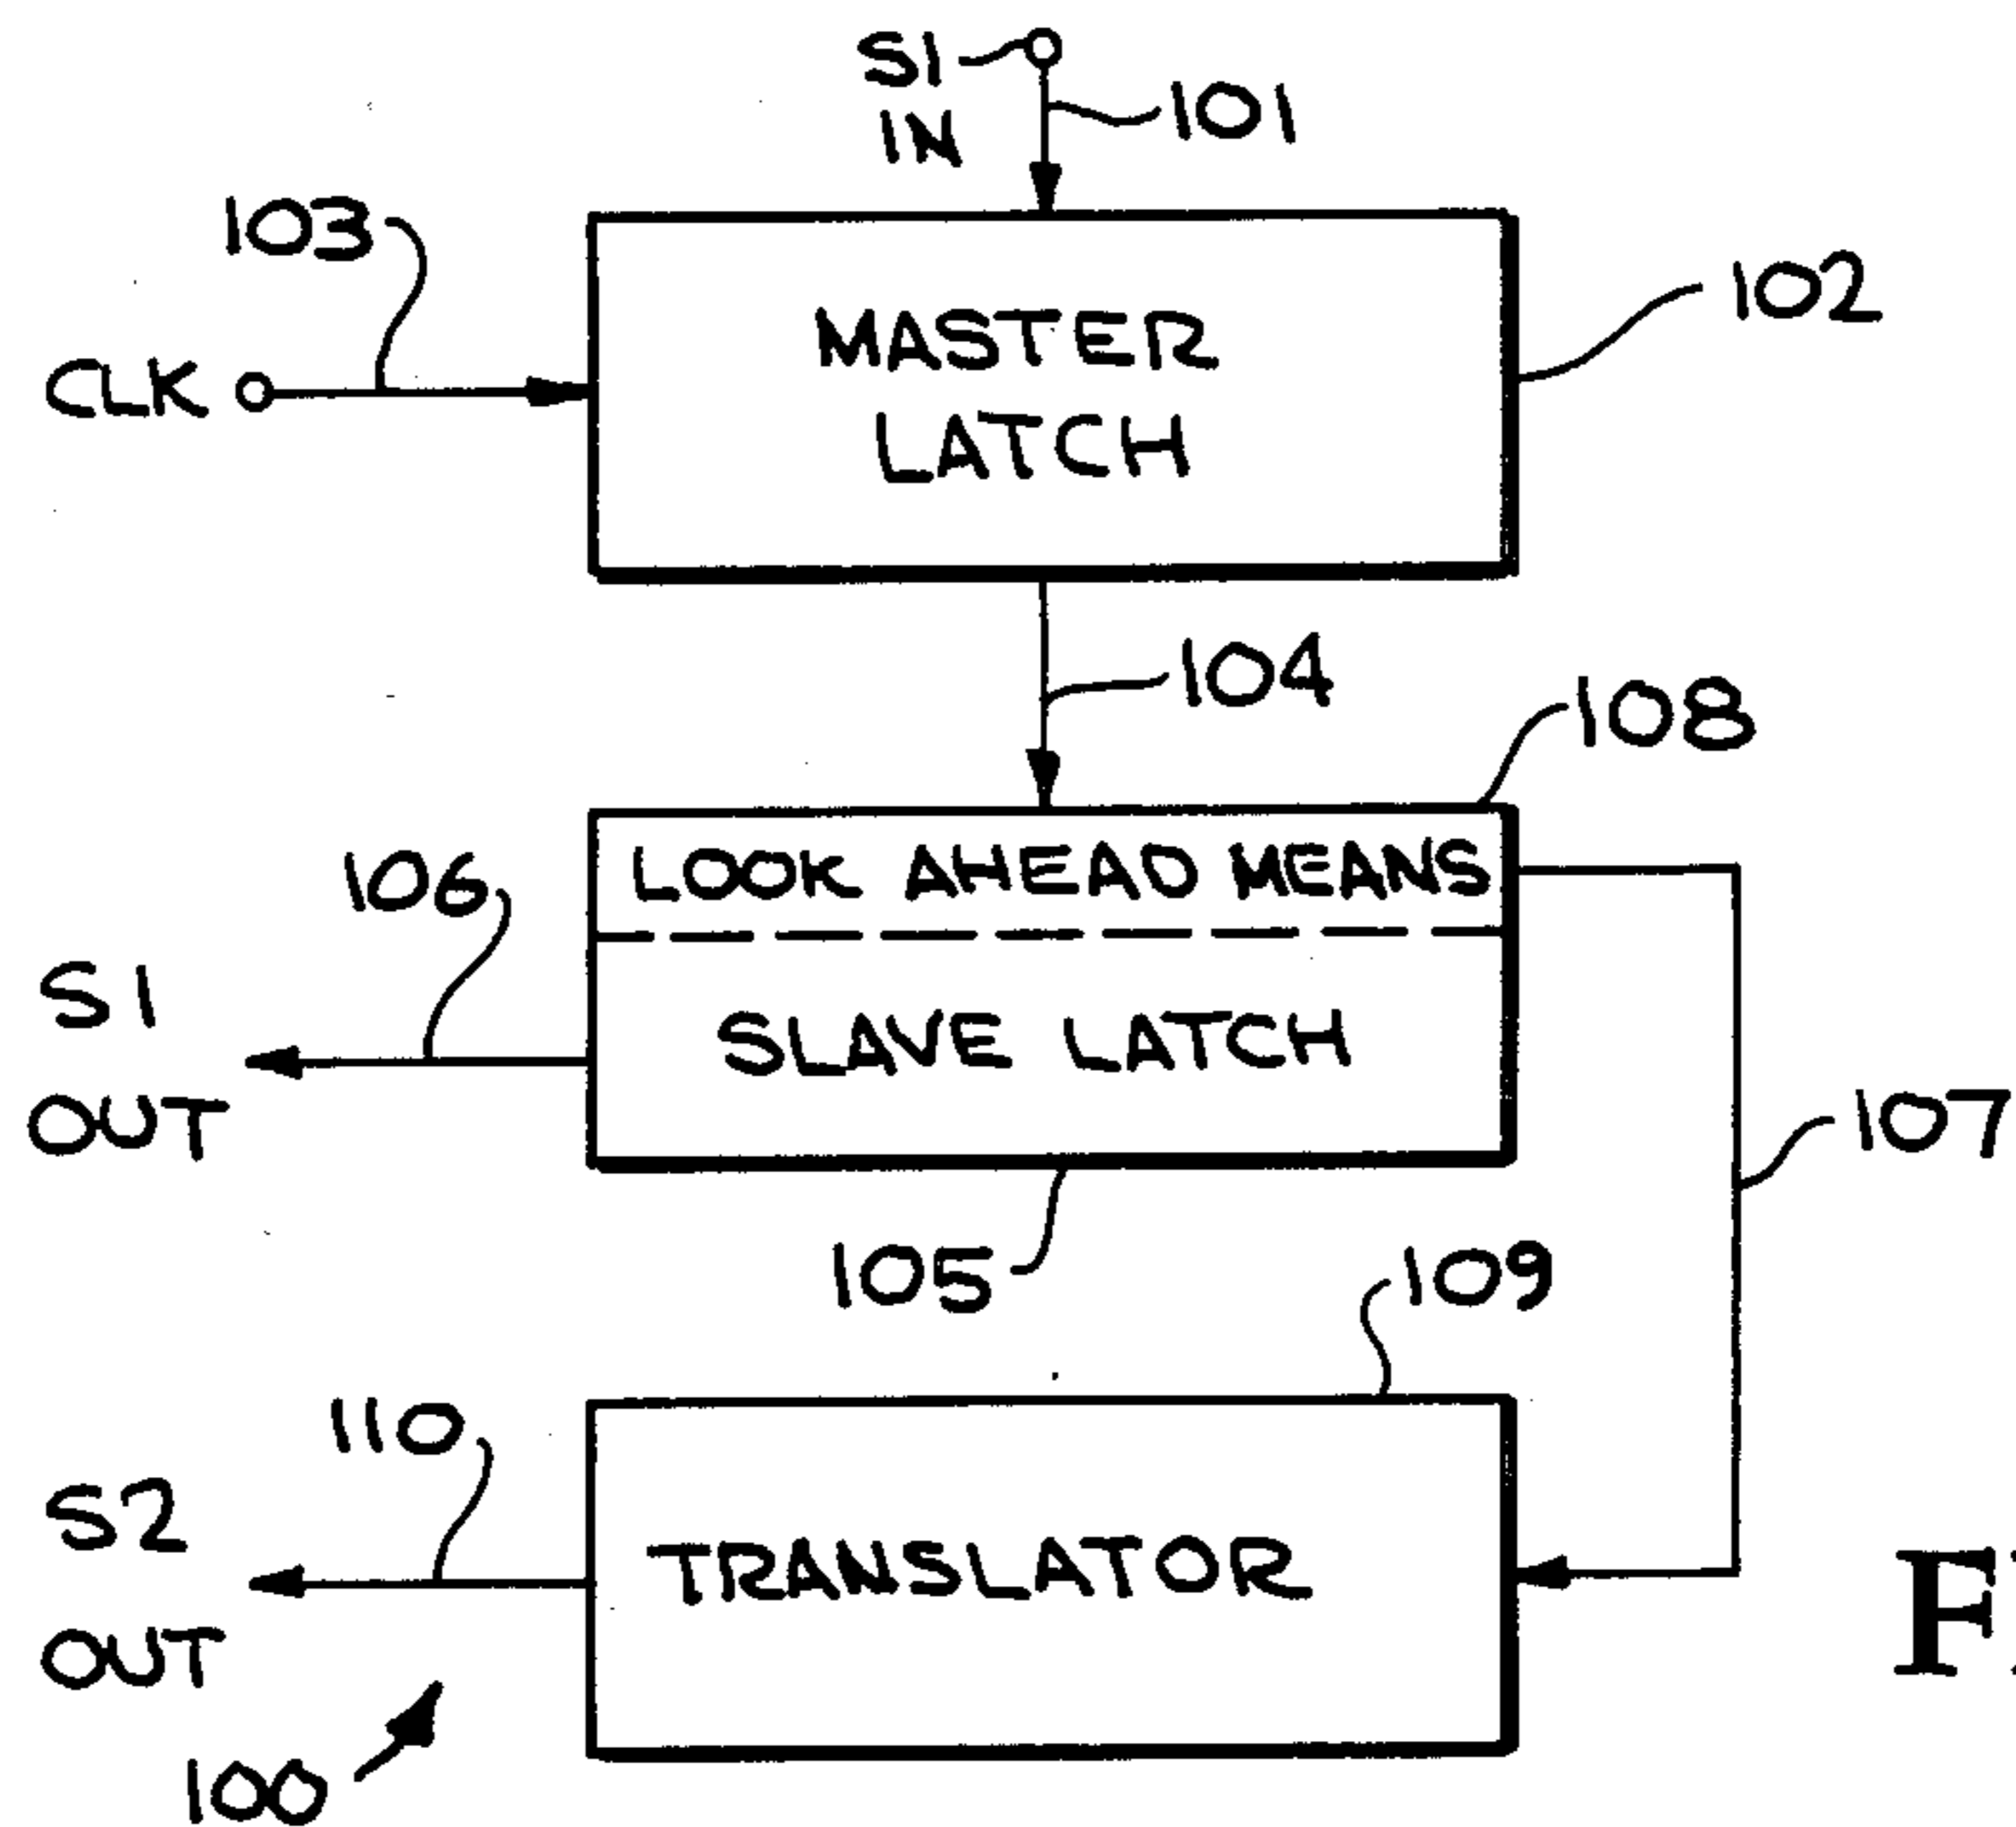 S1
IN
101
103
CLK
MASTER
LATCH
102
104
108
LOOK AHEAD MEANS
106
S1
OUT
SLAVE LATCH
107
105
109
110
S2
OUT
TRANSLATOR
100
F